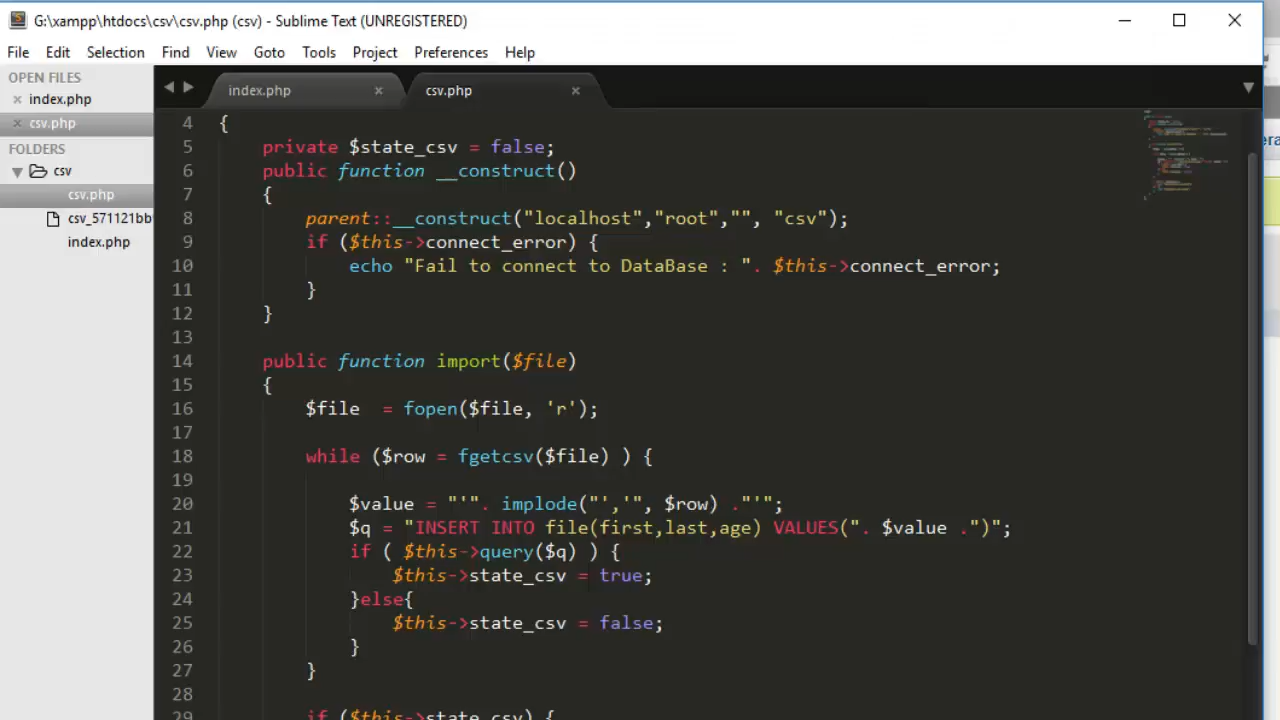 G:\xampp\htdocs\csv\csv.php (csv) - Sublime Text (UNREGISTERED)
File Edit Selection Find View Goto Tools Project Preferences Help
OPEN FILES
index.php
csv.php
FOLDERS
csv
csv.php
csv_571121bb
index.php
index.php csv.php
4 {
5 private $state_csv = false;
6 public function __construct()
7 {
8 parent::__construct("localhost","root","", "csv");
9 if ($this->connect_error) {
10 echo "Fail to connect to DataBase : ". $this->connect_error;
11 }
12 }
13
14 public function import($file)
15 {
16 $file  = fopen($file, 'r');
17
18 while ($row = fgetcsv($file) ) {
19
20 $value = "'". implode("','", $row) ."'";
21 $q = "INSERT INTO file(first,last,age) VALUES(". $value .")";
22 if ( $this->query($q) ) {
23 $this->state_csv = true;
24 }else{
25 $this->state_csv = false;
26 }
27 }
28
29 if ($this->state_csv) {